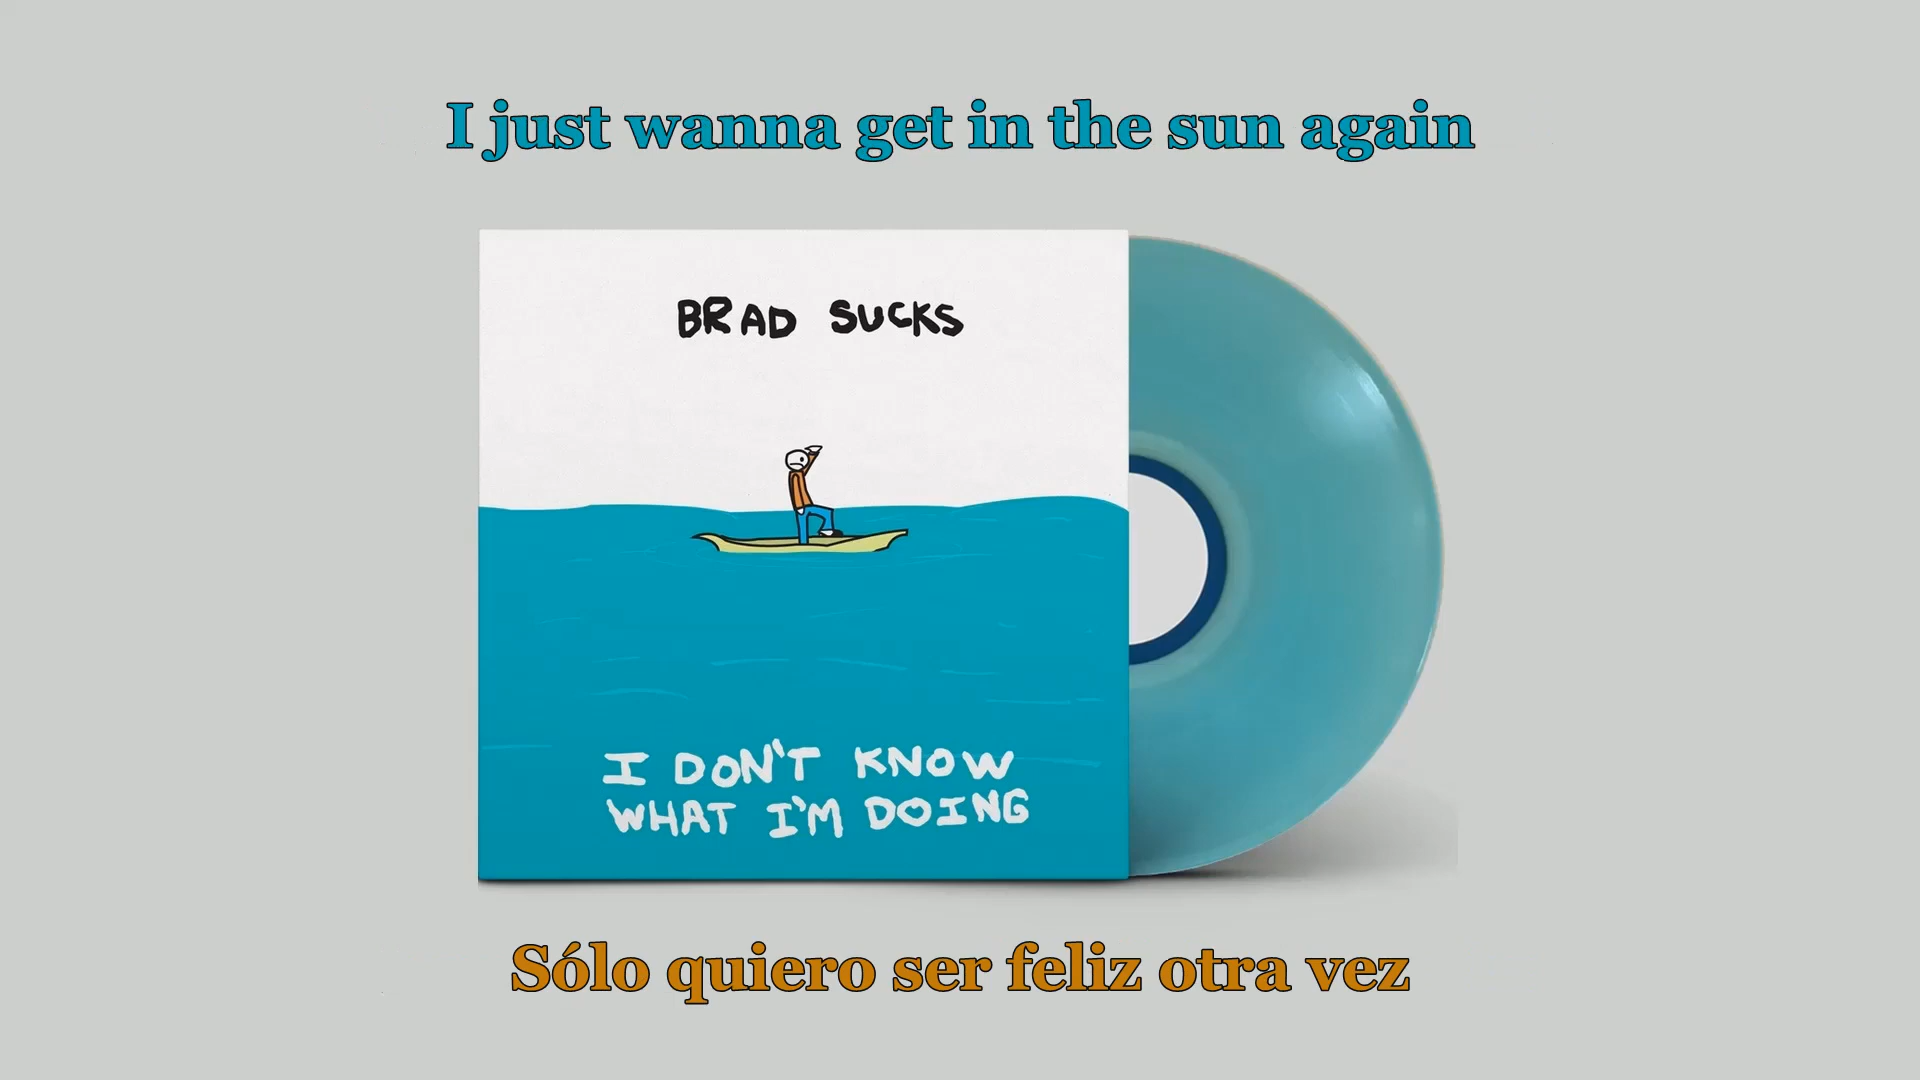 I just wanna get in the sun again
BRAD SUCKS
I DON'T KNOW
WHAT I'M DOING
Sólo quiero ser feliz otra vez